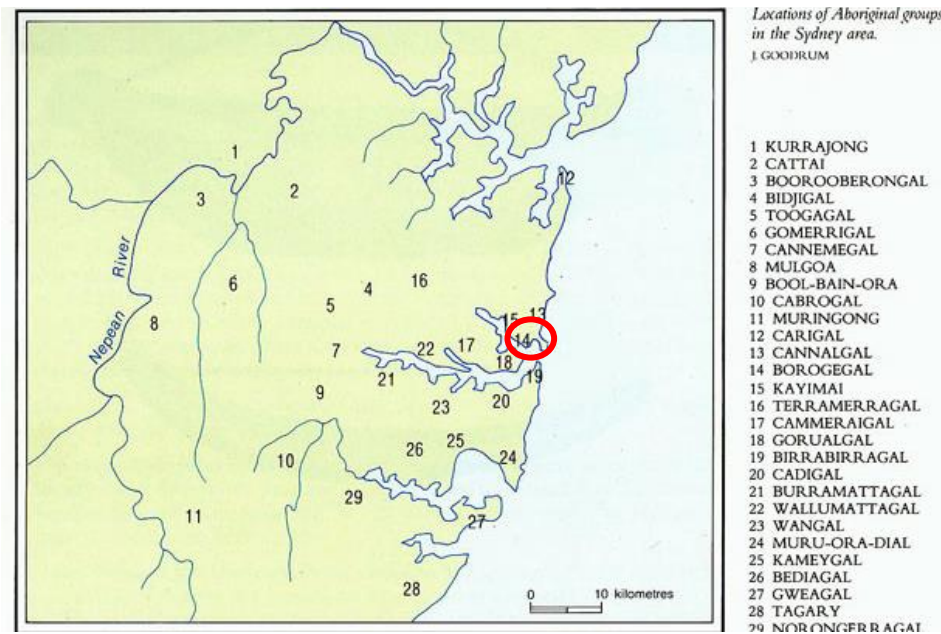 Locations of Aboriginal groups
in the Sydney area.
J. GOODRUM
1 KURRAJONG
2 CATTAI
3 BOOROOBERONGAL
4 BIDJIGAL
5 TOOGAGAL
6 GOMERRIGAL
7 CANNEMEGAL
8 MULGOA
9 BOOL-BAIN-ORA
10 CABROGAL
11 MURINGONG
12 CARIGAL
13 CANNALGAL
14 BOROGEGAL
15 KAYIMAI
16 TERRAMERRAGAL
17 CAMMERAIGAL
18 GORUALGAL
19 BIRRABIRRAGAL
20 CADIGAL
21 BURRAMATTAGAL
22 WALLUMATTAGAL
23 WANGAL
24 MURU-ORA-DIAL
25 KAMEYGAL
26 BEDIAGAL
27 GWEAGAL
28 TAGARY
29 NORONGERRAGAL
1
12
2
3
16
6
4
5
13
15
8
14
Nepean River
17
22
7
18
21
19
9
20
23
25
26
24
10
29
11
27
28
0 10 kilometres